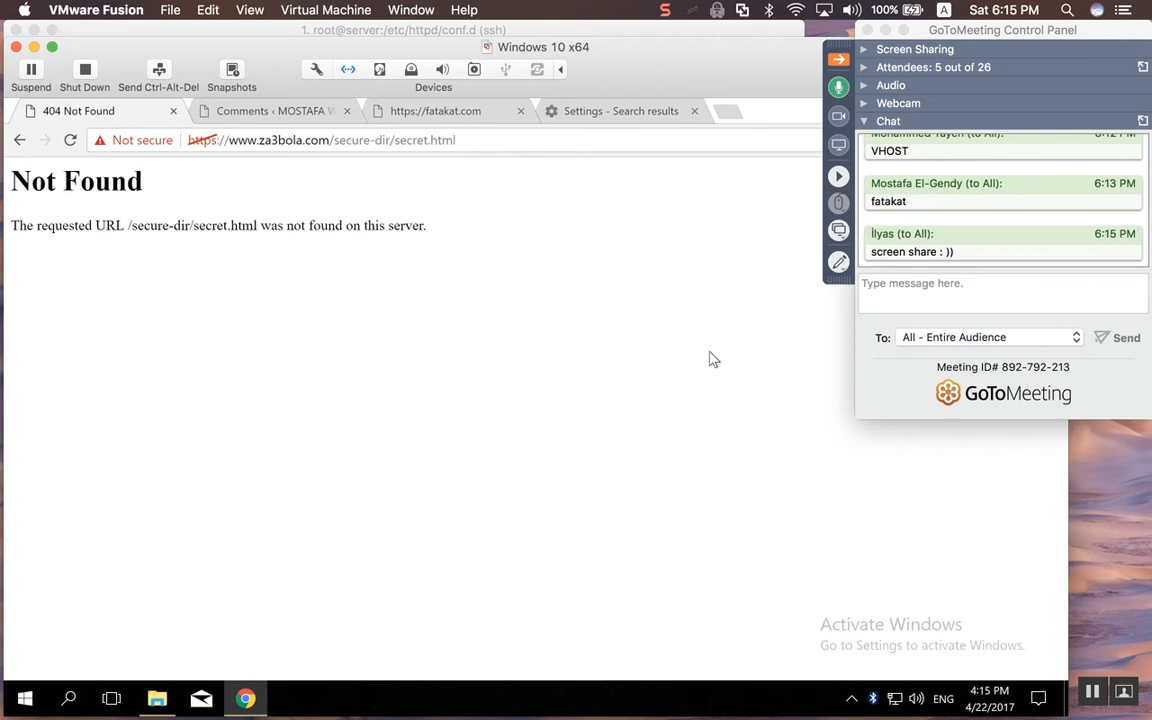 VMware Fusion File Edit View Virtual Machine Window Help
100% Sat 6:15 PM
1. root@server:/etc/httpd/conf.d (ssh)
Windows 10 x64
Suspend Shut Down Send Ctrl-Alt-Del Snapshots Devices
404 Not Found Comments ‹ MOSTAFA https://fatakat.com Settings - Search results
Not secure https://www.za3bola.com/secure-dir/secret.html
Not Found
The requested URL /secure-dir/secret.html was not found on this server.
GoToMeeting Control Panel
Screen Sharing
Attendees: 5 out of 26
Audio
Webcam
Chat
VHOST
Mostafa El-Gendy (to All): 6:13 PM
fatakat
İlyas (to All): 6:15 PM
screen share : ))
Type message here.
To: All - Entire Audience Send
Meeting ID# 892-792-213
GoToMeeting
Activate Windows
Go to Settings to activate Windows.
ENG
4:15 PM
4/22/2017